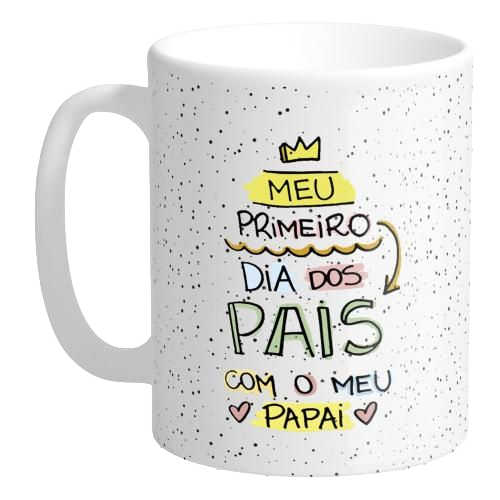 MEU
PRIMEIRO
DIA DOS
PAIS
COM O MEU
PAPAI